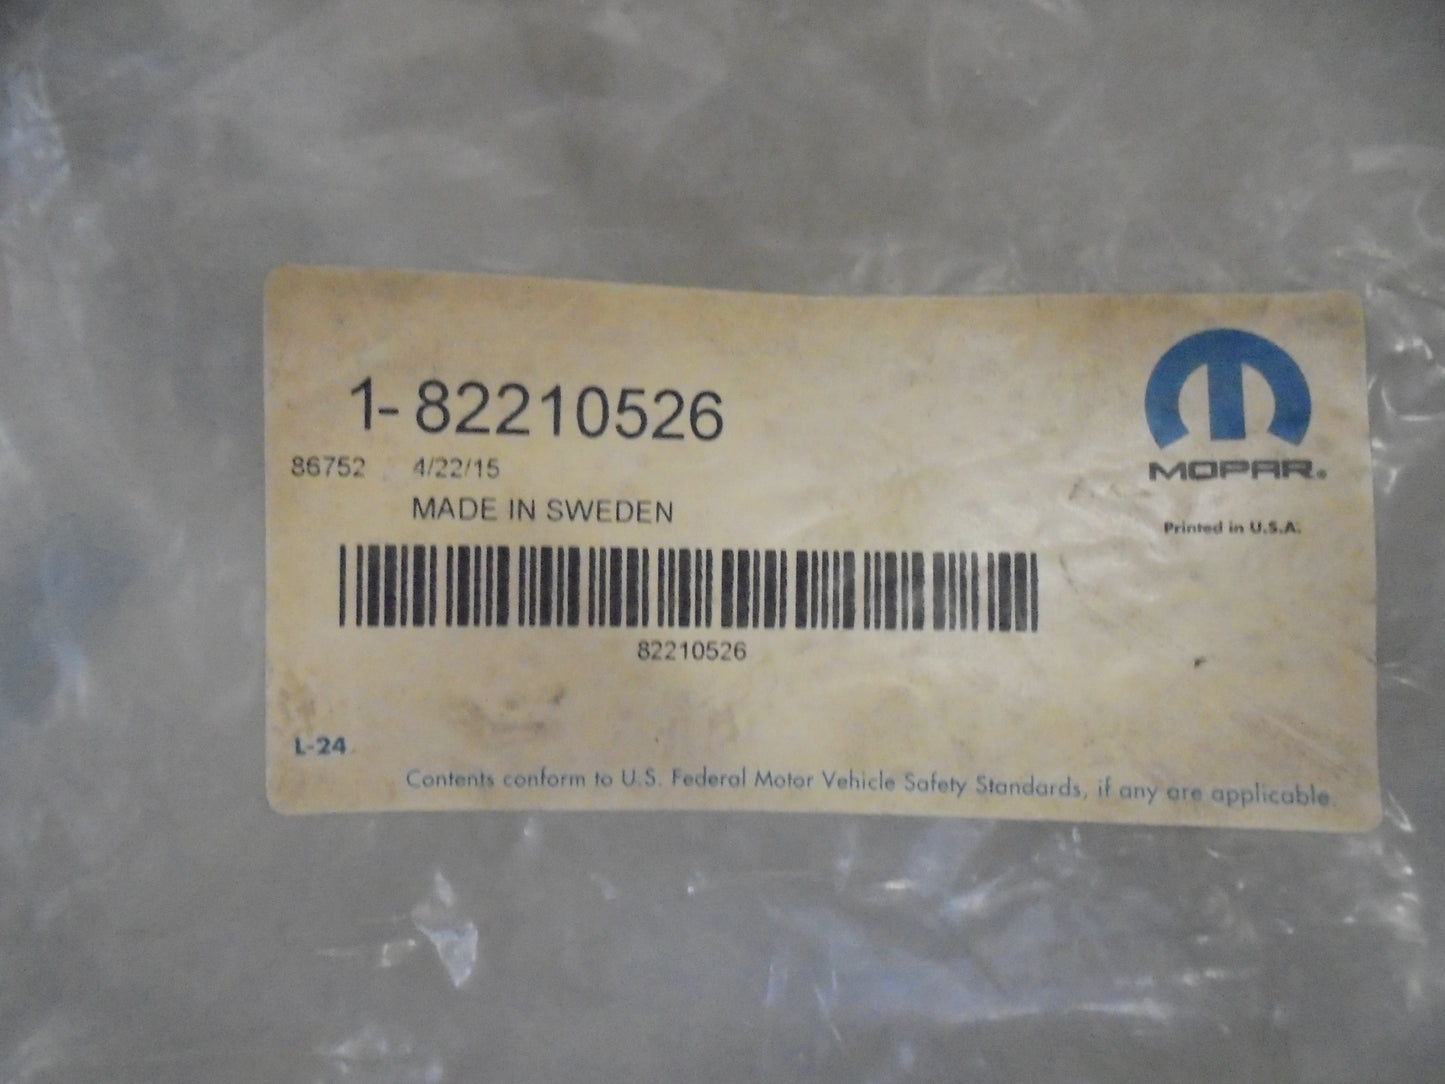 1-82210526
86752 4/22/15
MADE IN SWEDEN
82210526
MOPAR®
Printed in U.S.A.
L-24
Contents conform to U.S. Federal Motor Vehicle Safety Standards, if any are applicable.